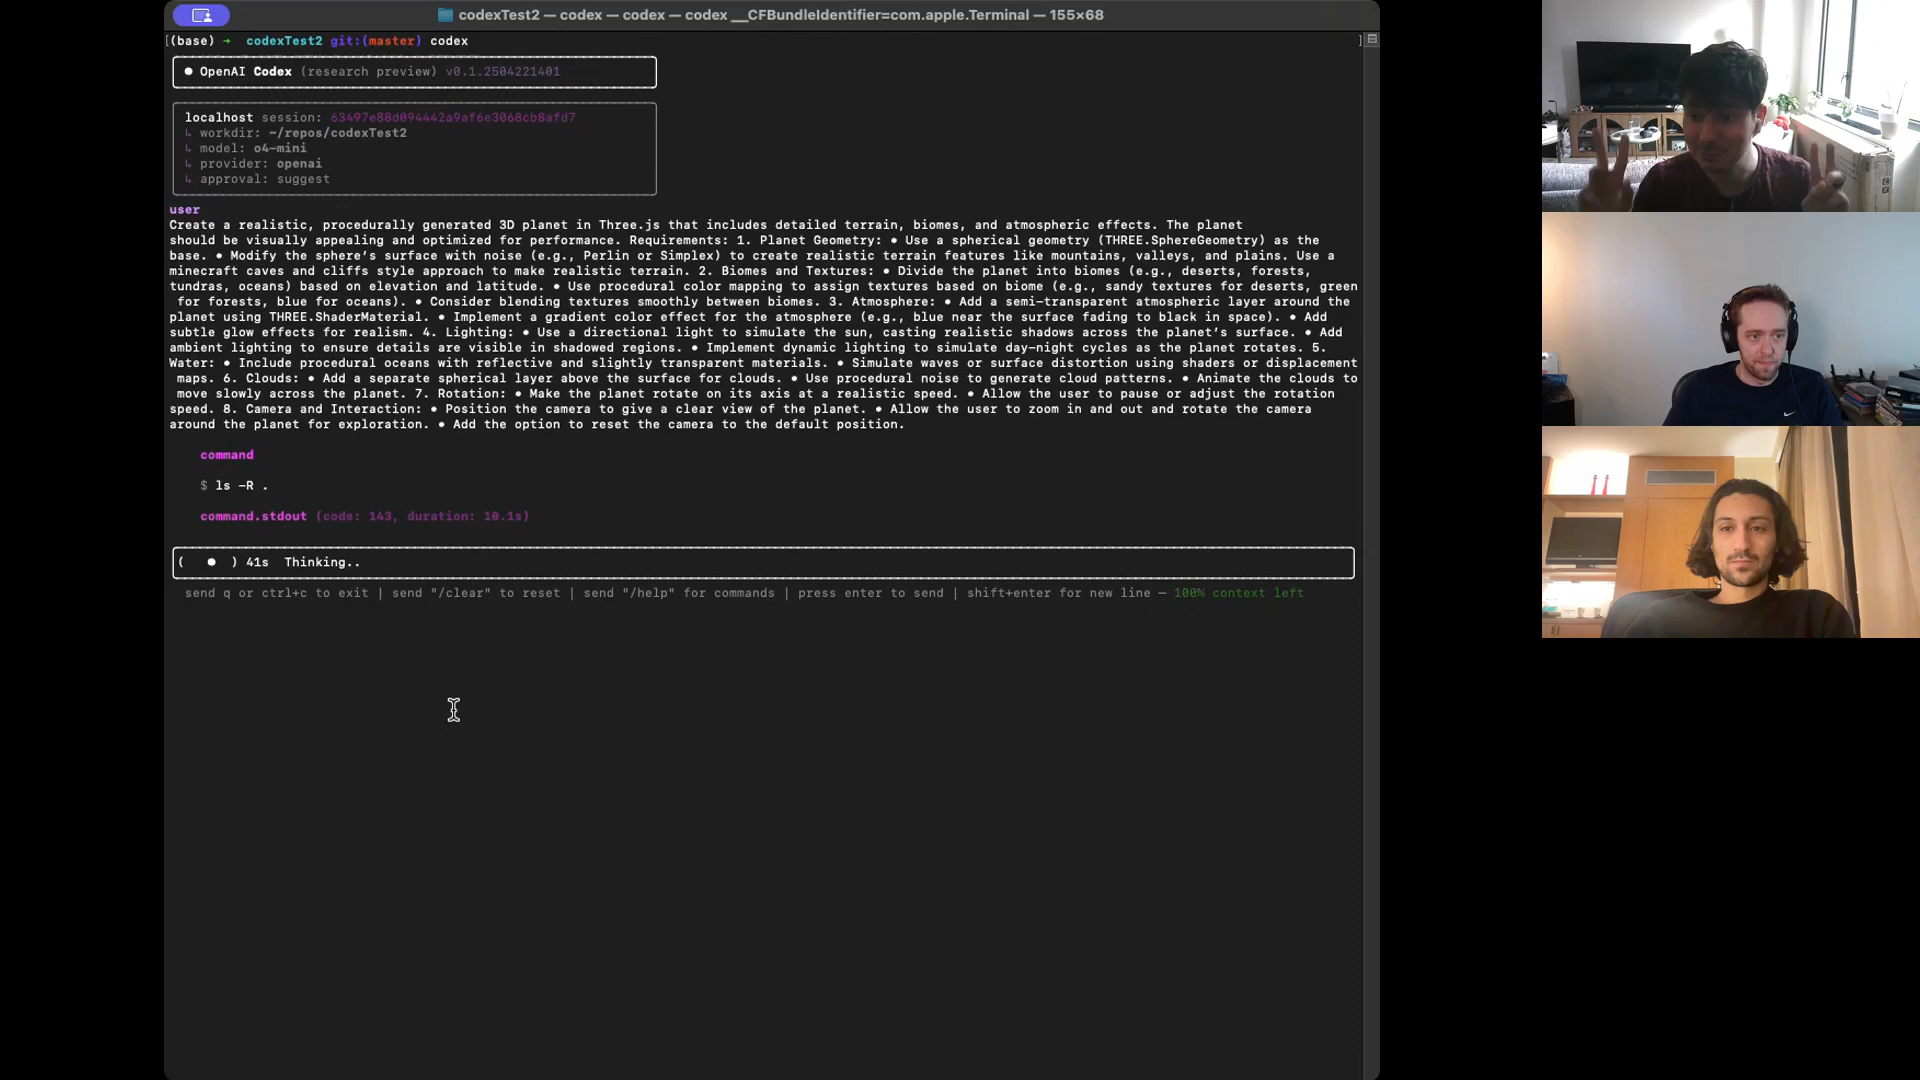 codexTest2 — codex — codex — codex __CFBundleIdentifier=com.apple.Terminal — 155×68
[(base) → codexTest2 git:(master) codex ]
● OpenAI Codex (research preview) v0.1.2504221401
localhost session: 63497e88d094442a9af6e3068cb8afd7
↳ workdir: ~/repos/codexTest2
↳ model: o4-mini
↳ provider: openai
↳ approval: suggest
user
Create a realistic, procedurally generated 3D planet in Three.js that includes detailed terrain, biomes, and atmospheric effects. The planet
should be visually appealing and optimized for performance. Requirements: 1. Planet Geometry: • Use a spherical geometry (THREE.SphereGeometry) as the
base. • Modify the sphere’s surface with noise (e.g., Perlin or Simplex) to create realistic terrain features like mountains, valleys, and plains. Use a
minecraft caves and cliffs style approach to make realistic terrain. 2. Biomes and Textures: • Divide the planet into biomes (e.g., deserts, forests,
tundras, oceans) based on elevation and latitude. • Use procedural color mapping to assign textures based on biome (e.g., sandy textures for deserts, green
for forests, blue for oceans). • Consider blending textures smoothly between biomes. 3. Atmosphere: • Add a semi-transparent atmospheric layer around the
planet using THREE.ShaderMaterial. • Implement a gradient color effect for the atmosphere (e.g., blue near the surface fading to black in space). • Add
subtle glow effects for realism. 4. Lighting: • Use a directional light to simulate the sun, casting realistic shadows across the planet’s surface. • Add
ambient lighting to ensure details are visible in shadowed regions. • Implement dynamic lighting to simulate day-night cycles as the planet rotates. 5.
Water: • Include procedural oceans with reflective and slightly transparent materials. • Simulate waves or surface distortion using shaders or displacement
maps. 6. Clouds: • Add a separate spherical layer above the surface for clouds. • Use procedural noise to generate cloud patterns. • Animate the clouds to
move slowly across the planet. 7. Rotation: • Make the planet rotate on its axis at a realistic speed. • Allow the user to pause or adjust the rotation
speed. 8. Camera and Interaction: • Position the camera to give a clear view of the planet. • Allow the user to zoom in and out and rotate the camera
around the planet for exploration. • Add the option to reset the camera to the default position.
command
$ ls -R .
command.stdout (code: 143, duration: 10.1s)
( ● ) 41s Thinking..
send q or ctrl+c to exit | send "/clear" to reset | send "/help" for commands | press enter to send | shift+enter for new line — 100% context left